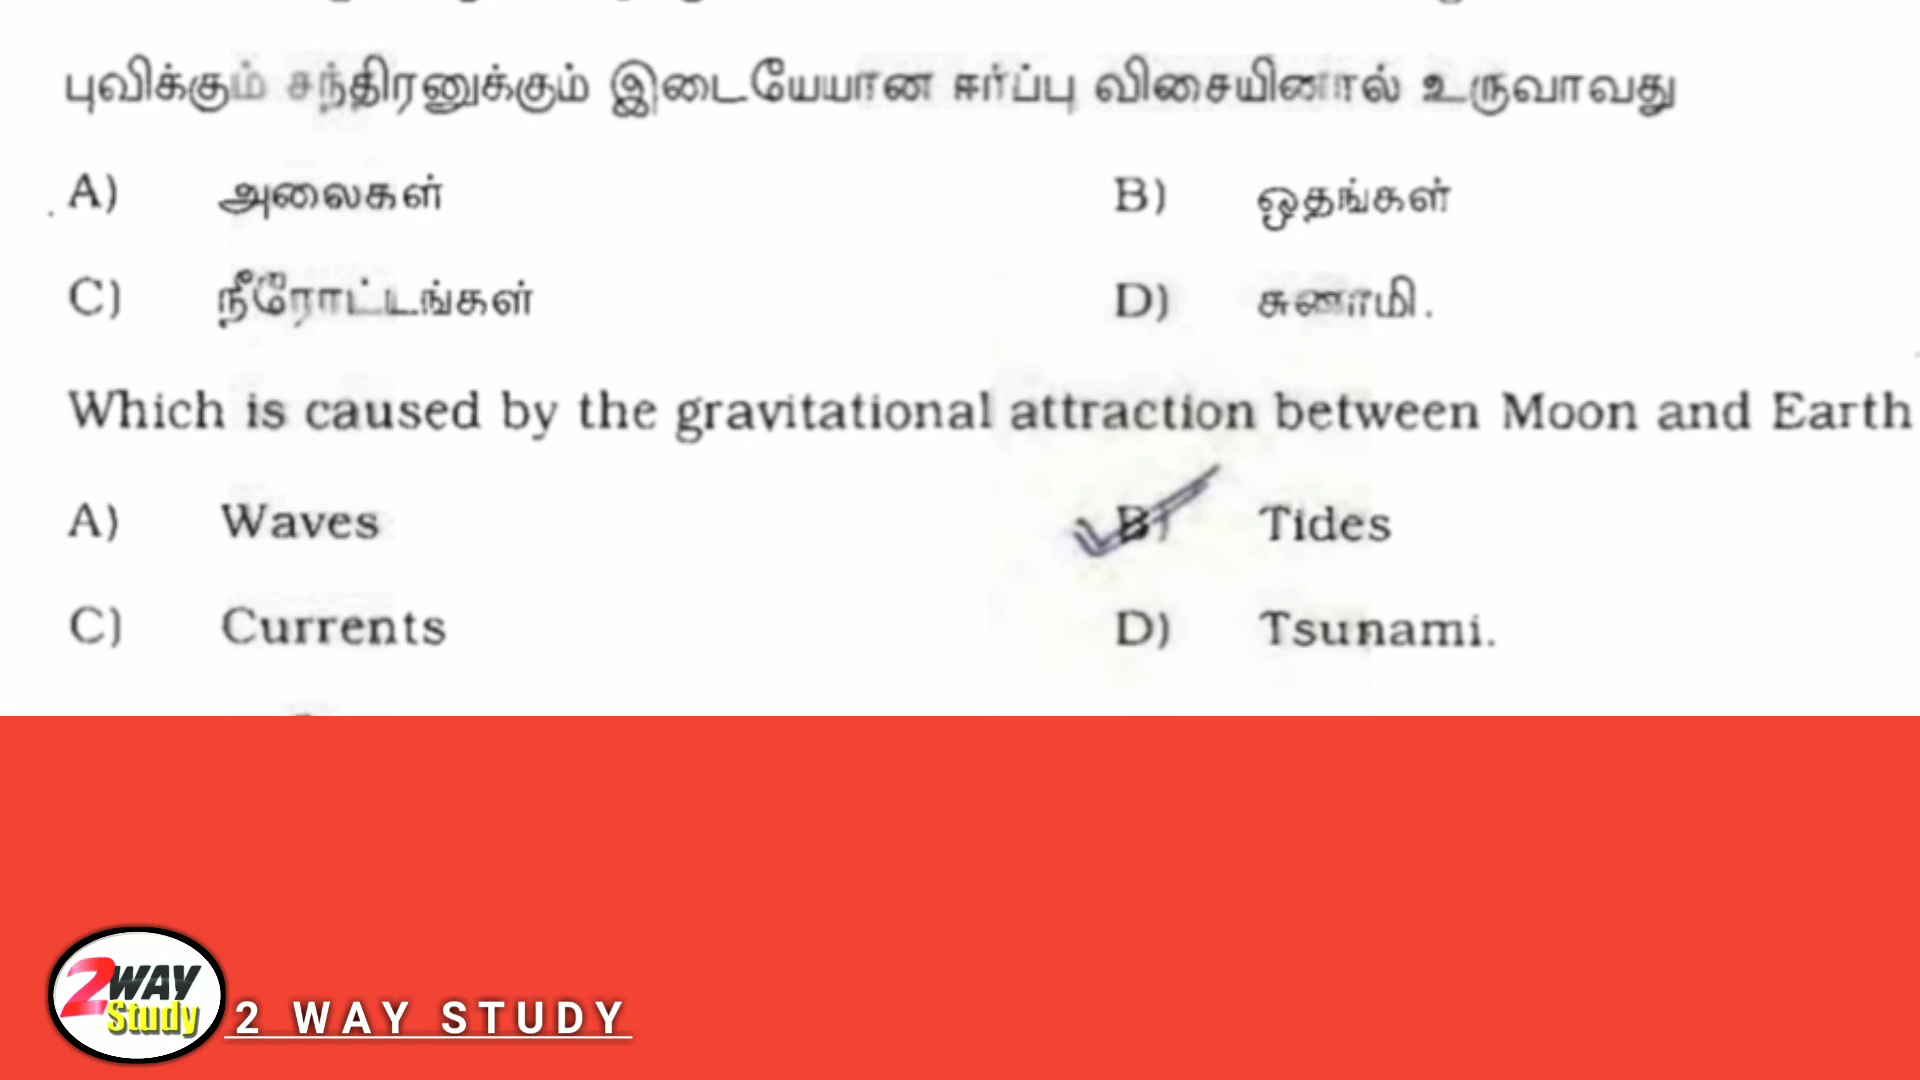 புவிக்கும் சந்திரனுக்கும் இடையேயான ஈர்ப்பு விசையினால் உருவாவது
A) அலைகள் B) ஒதங்கள்
C) நீரோட்டங்கள் D) சுனாமி.
Which is caused by the gravitational attraction between Moon and Earth
A) Waves B) Tides
C) Currents D) Tsunami.
2WAY
Study
2 WAY STUDY